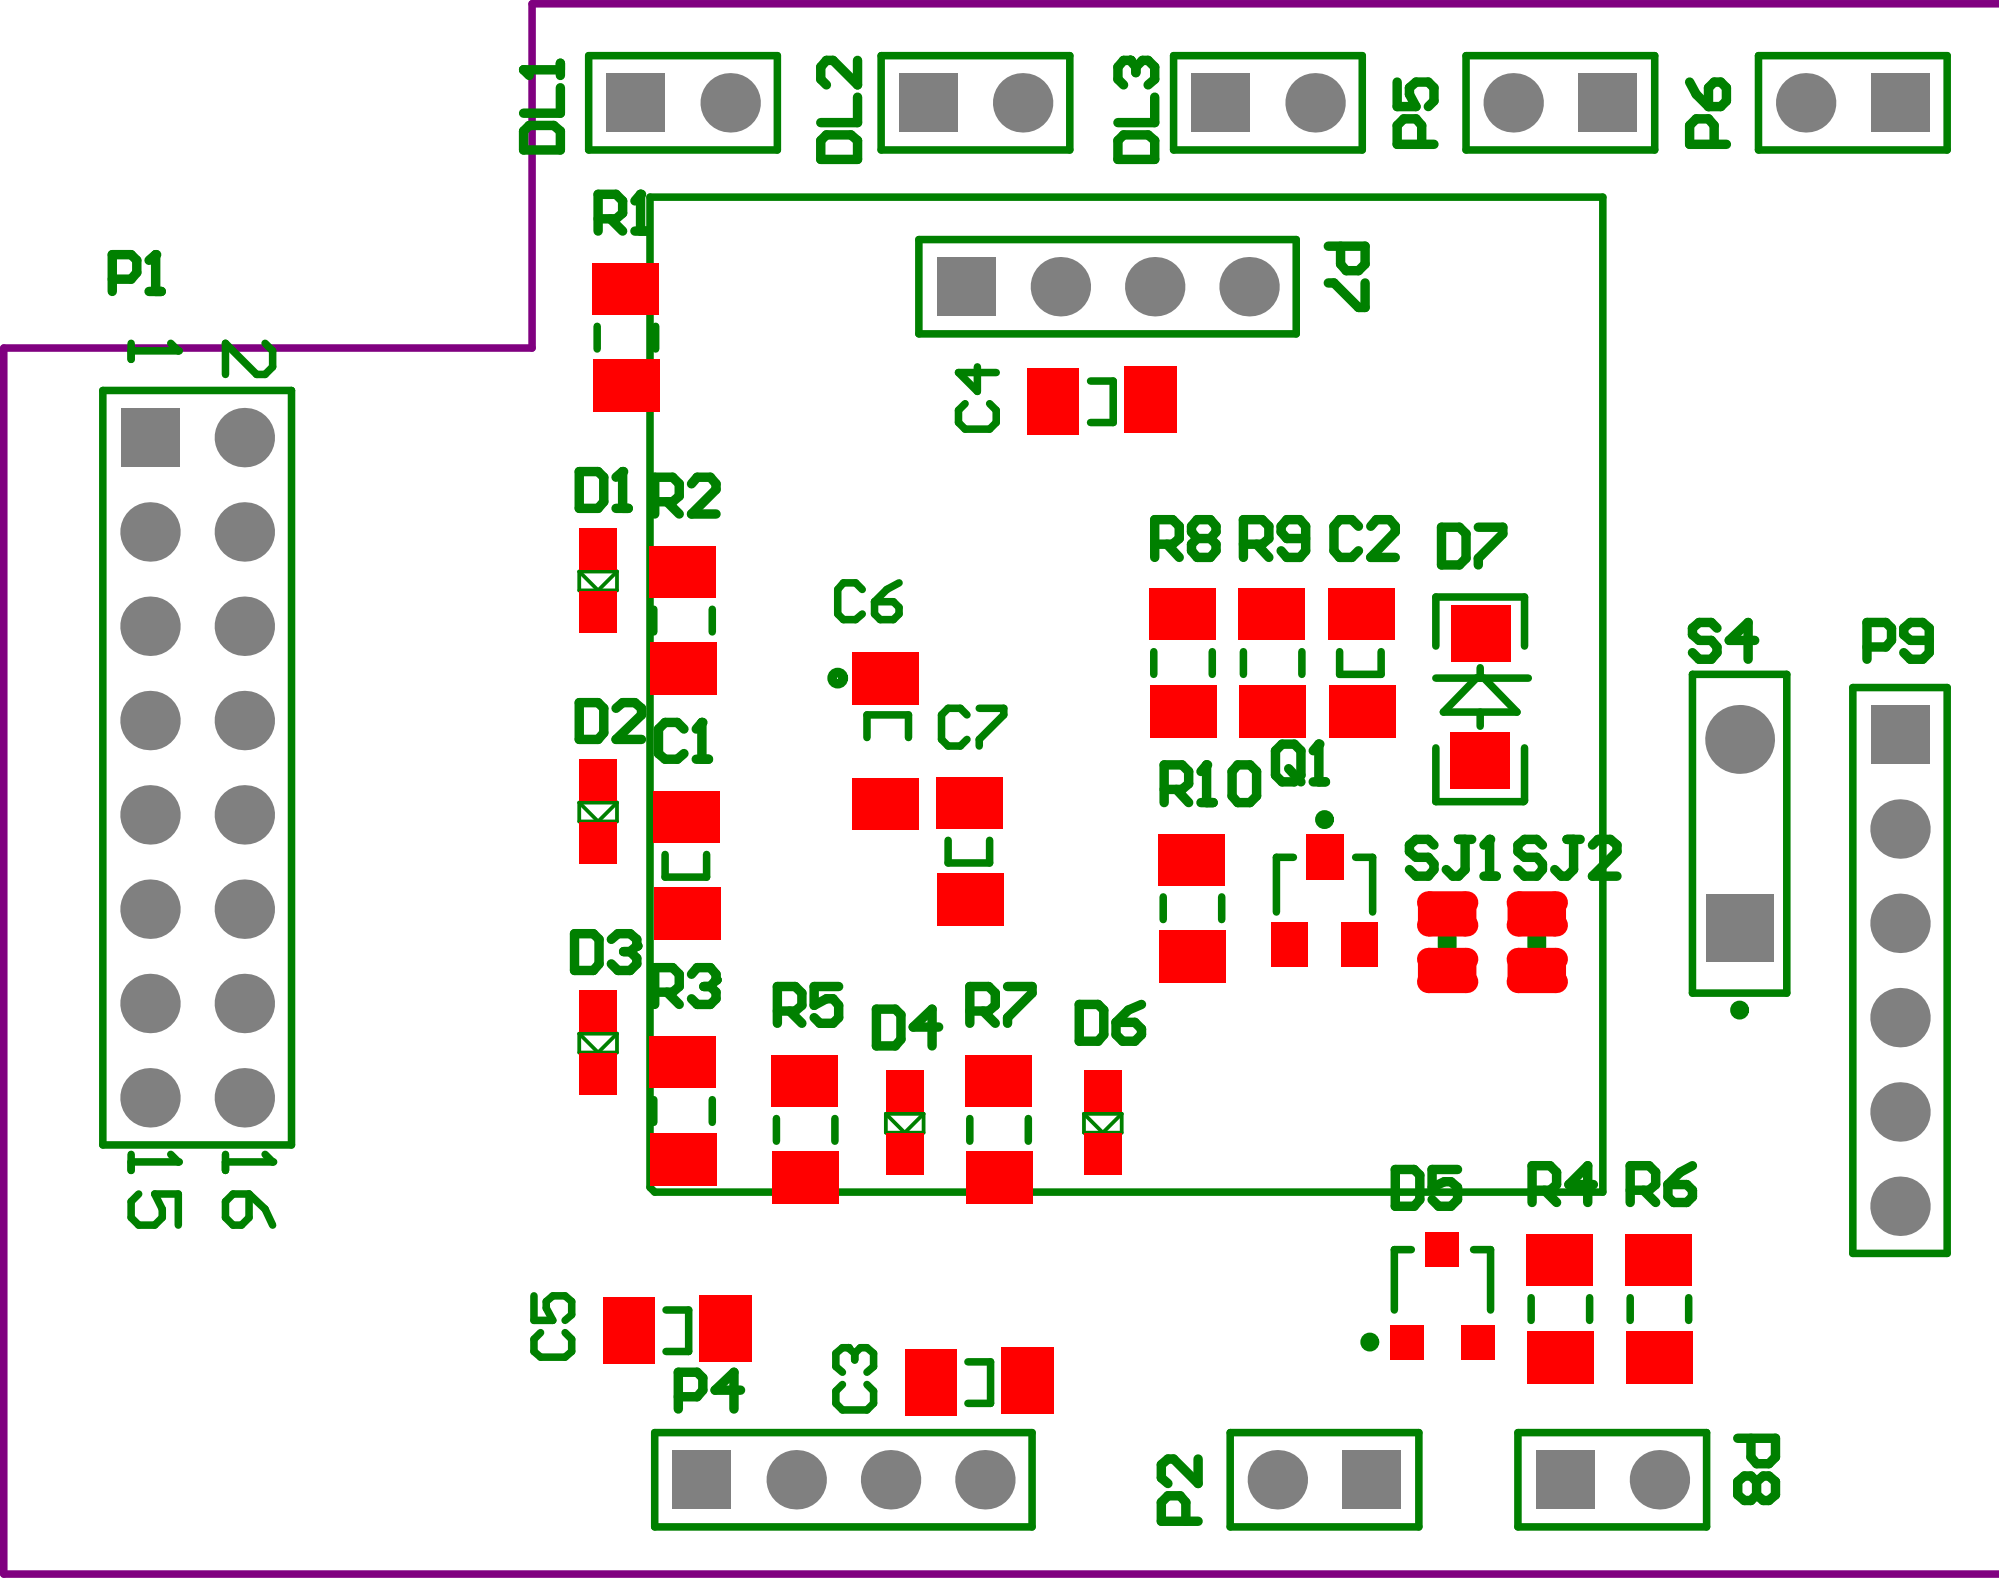 DL1
DL2
DL3
P5
P6
R1
P1
P7
1
2
C4
D1
R2
R8
R9
C2
D7
C6
S4
P9
D2
C1
C7
R10
Q1
SJ1
SJ2
D3
R3
R5
D4
R7
D6
15
16
D5
R4
R6
C5
C3
P4
P2
P8